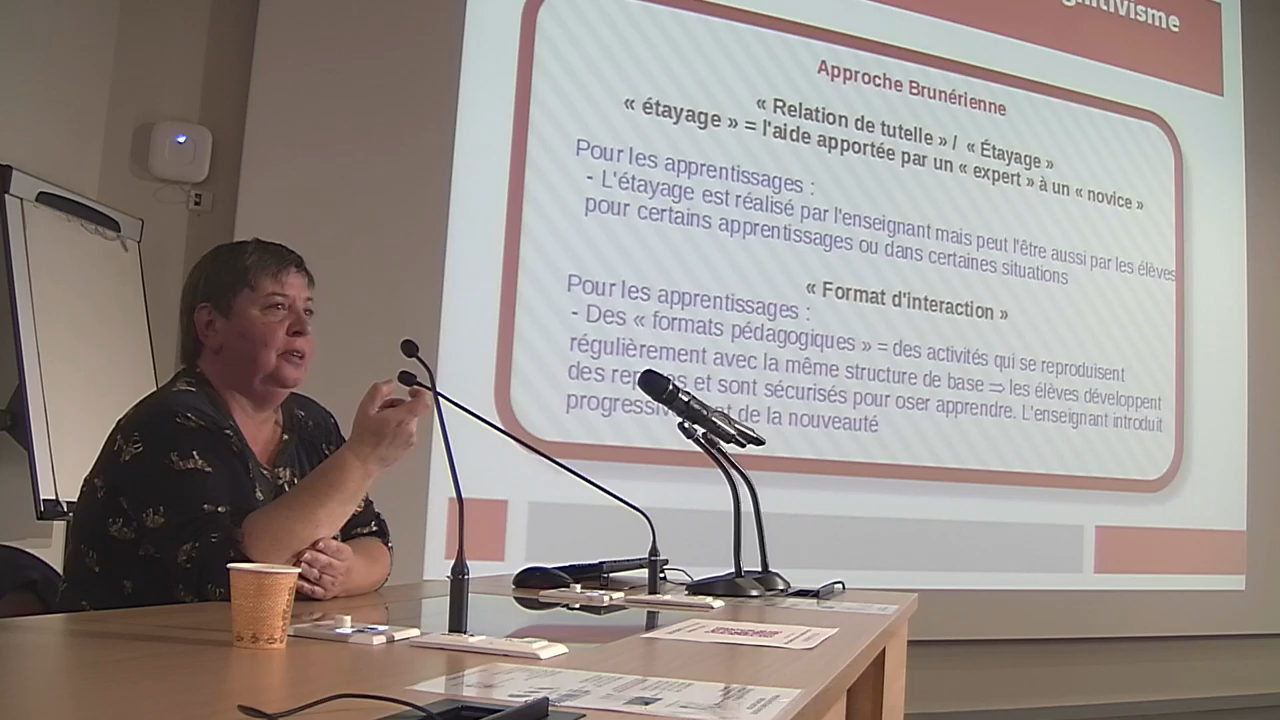 Approche Brunérienne
« Relation de tutelle » / « Étayage »
« étayage » = l'aide apportée par un « expert » à un « novice »
Pour les apprentissages :
- L'étayage est réalisé par l'enseignant mais peut l'être aussi par les élèves
pour certains apprentissages ou dans certaines situations
« Format d'interaction »
Pour les apprentissages :
- Des « formats pédagogiques » = des activités qui se reproduisent
régulièrement avec la même structure de base ⇒ les élèves développent
des et sont sécurisés pour oser apprendre. L'enseignant introduit
de la nouveauté